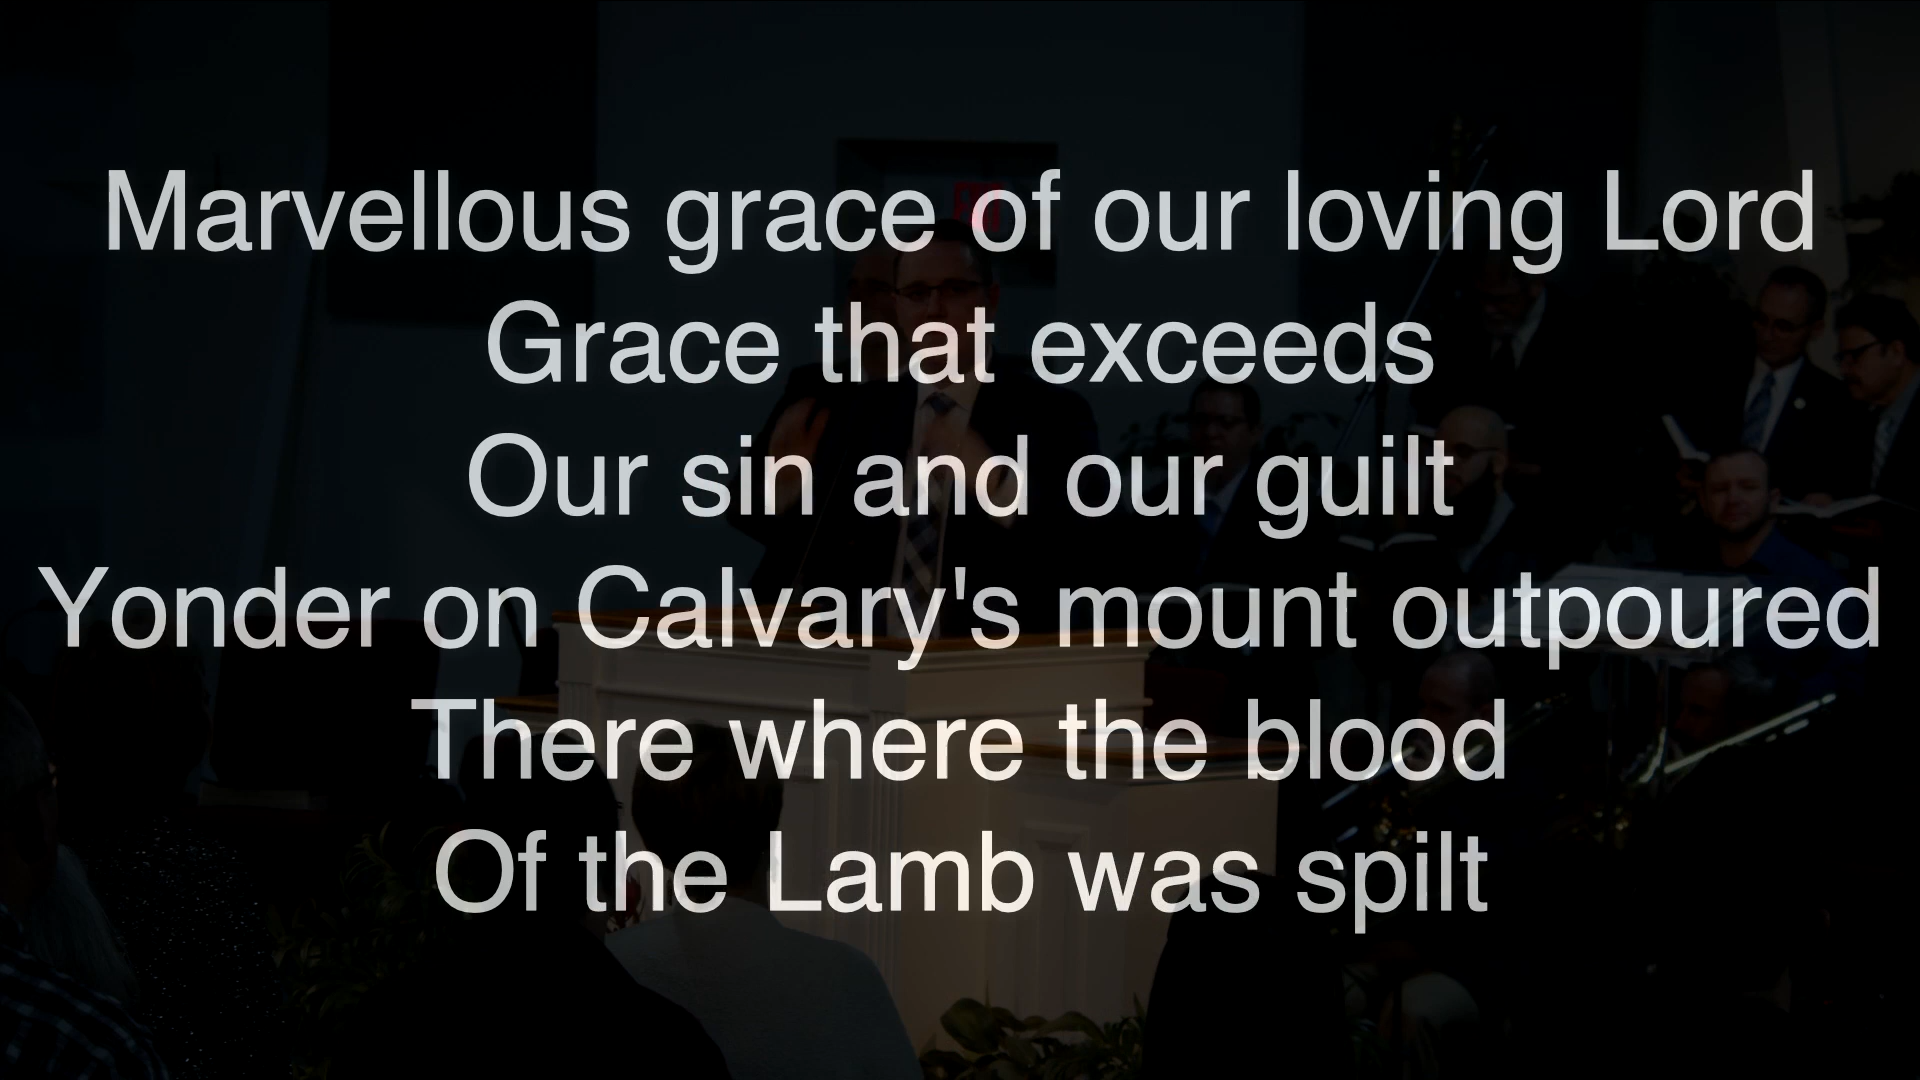 Marvellous grace of our loving Lord
Grace that exceeds
Our sin and our guilt
Yonder on Calvary's mount outpoured
There where the blood
Of the Lamb was spilt
EXIT